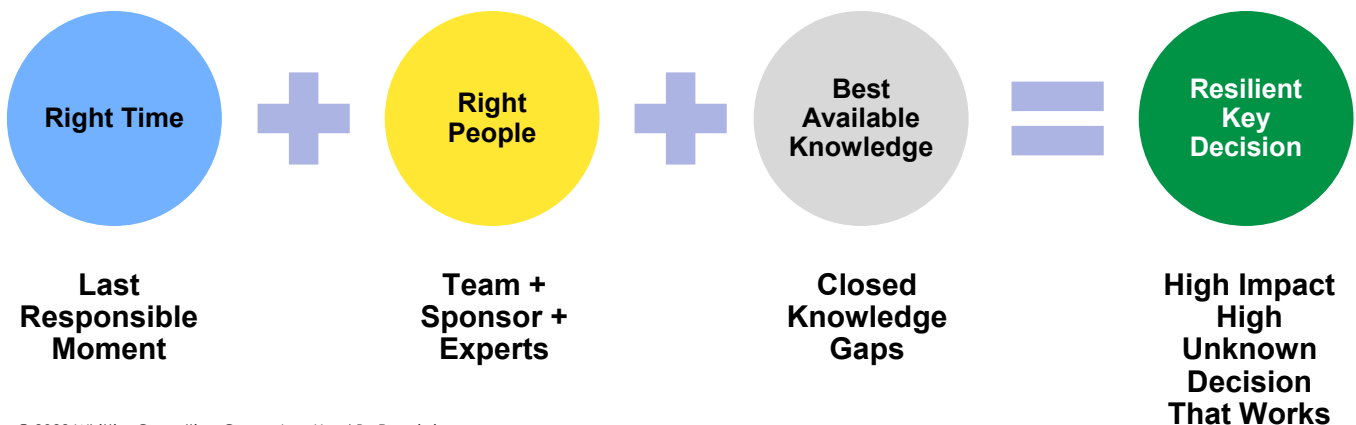 Right Time
Right
People
Best
Available
Knowledge
Resilient
Key
Decision
Last
Responsible
Moment
Team +
Sponsor +
Experts
Closed
Knowledge
Gaps
High Impact
High
Unknown
Decision
That Works